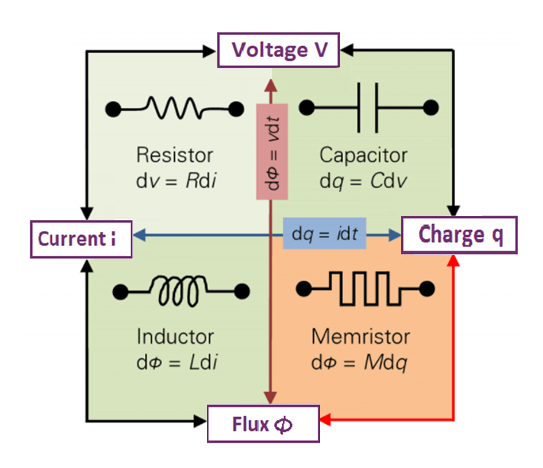 Voltage V
dΦ = vdt
Resistor
dv = Rdi
Capacitor
dq = Cdv
Current i
dq = idt
Charge q
Inductor
dΦ = Ldi
Memristor
dΦ = Mdq
Flux Φ